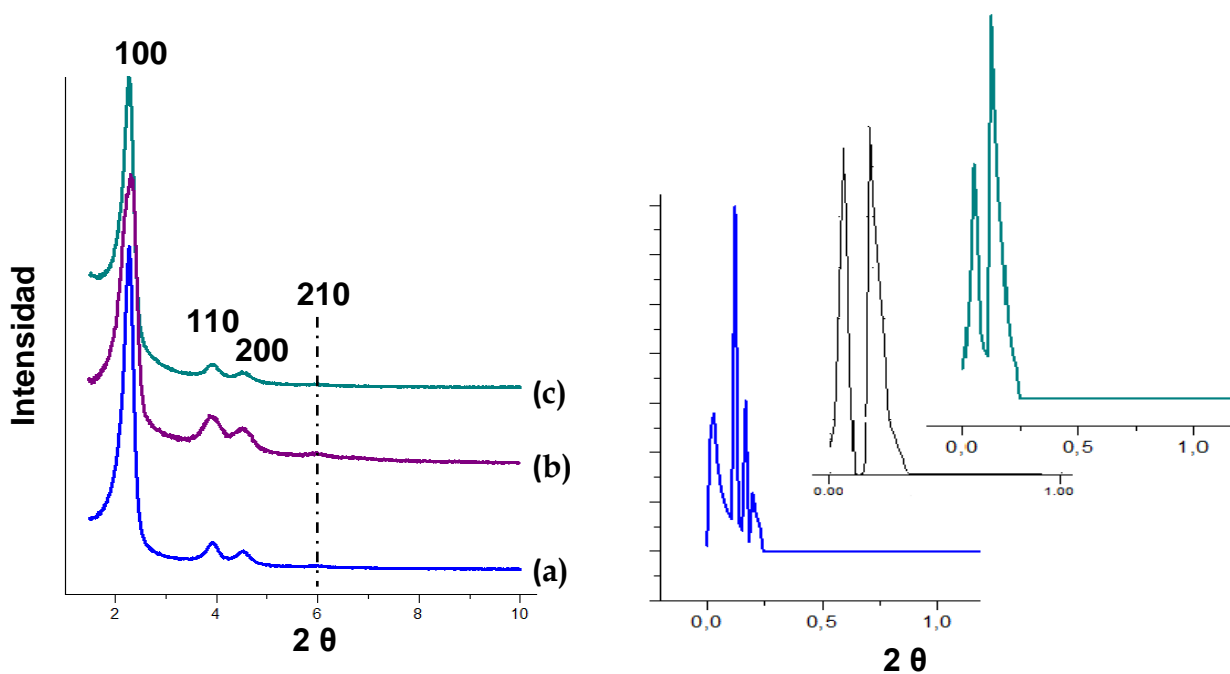 100
110
200
210
Intensidad
(c)
(b)
(a)
2 4 6 8 10
2 θ
0,0 0,5 1,0
0.00 1.00
0,0 0,5 1,0
2 θ